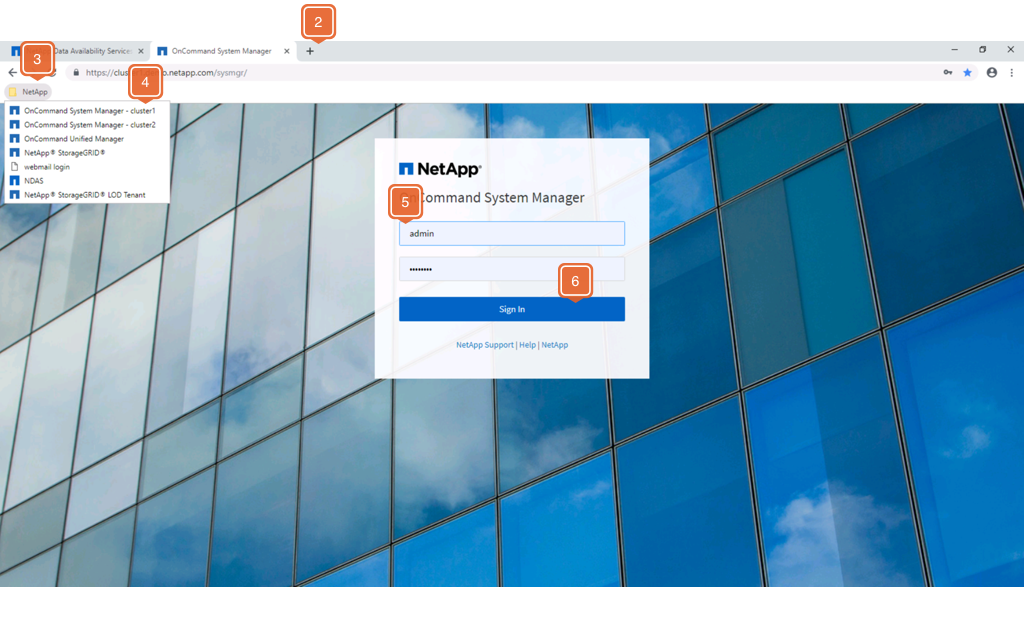 2
Data Availability Service:
OnCommand System Manager
3
https://clus
o.netapp.com/sysmgr/
4
NetApp
OnCommand System Manager - cluster1
OnCommand System Manager - cluster2
OnCommand Unified Manager
NetApp® StorageGRID®
webmail login
NDAS
NetApp® StorageGRID® LOD Tenant
NetApp®
5
Command System Manager
admin
6
Sign In
NetApp Support | Help | NetApp